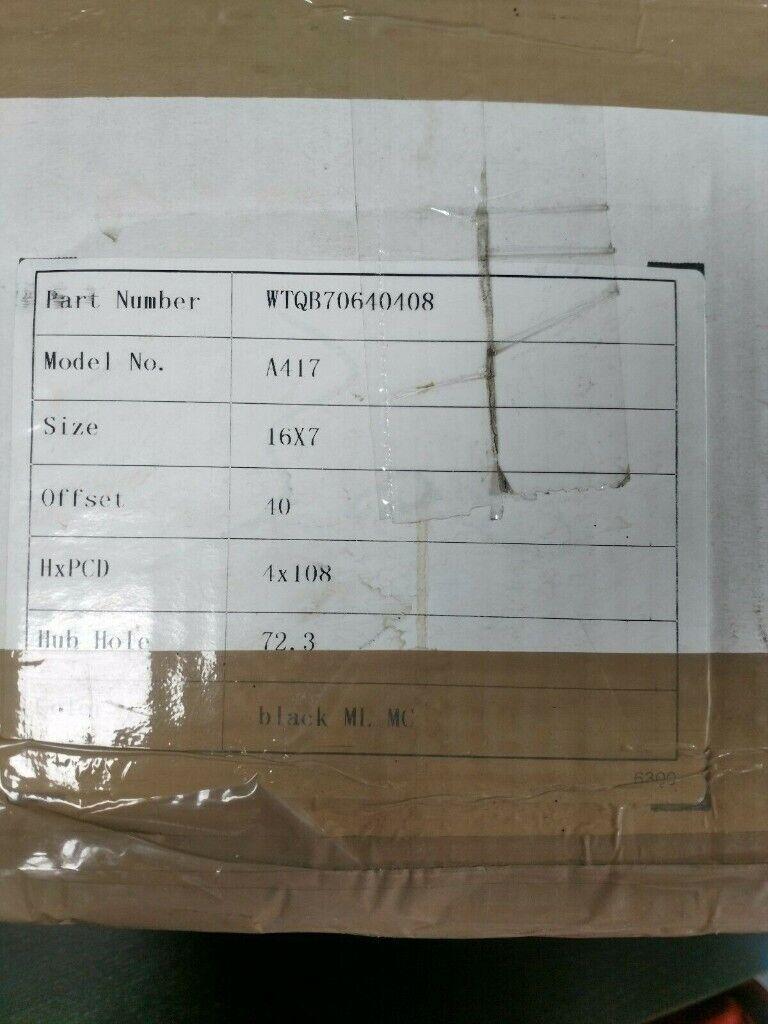 Part Number WTQB70640408
Model No. A417
Size 16X7
Offset 40
HxPCD 4x108
Hub Hole 72.3
black ML MC
6300